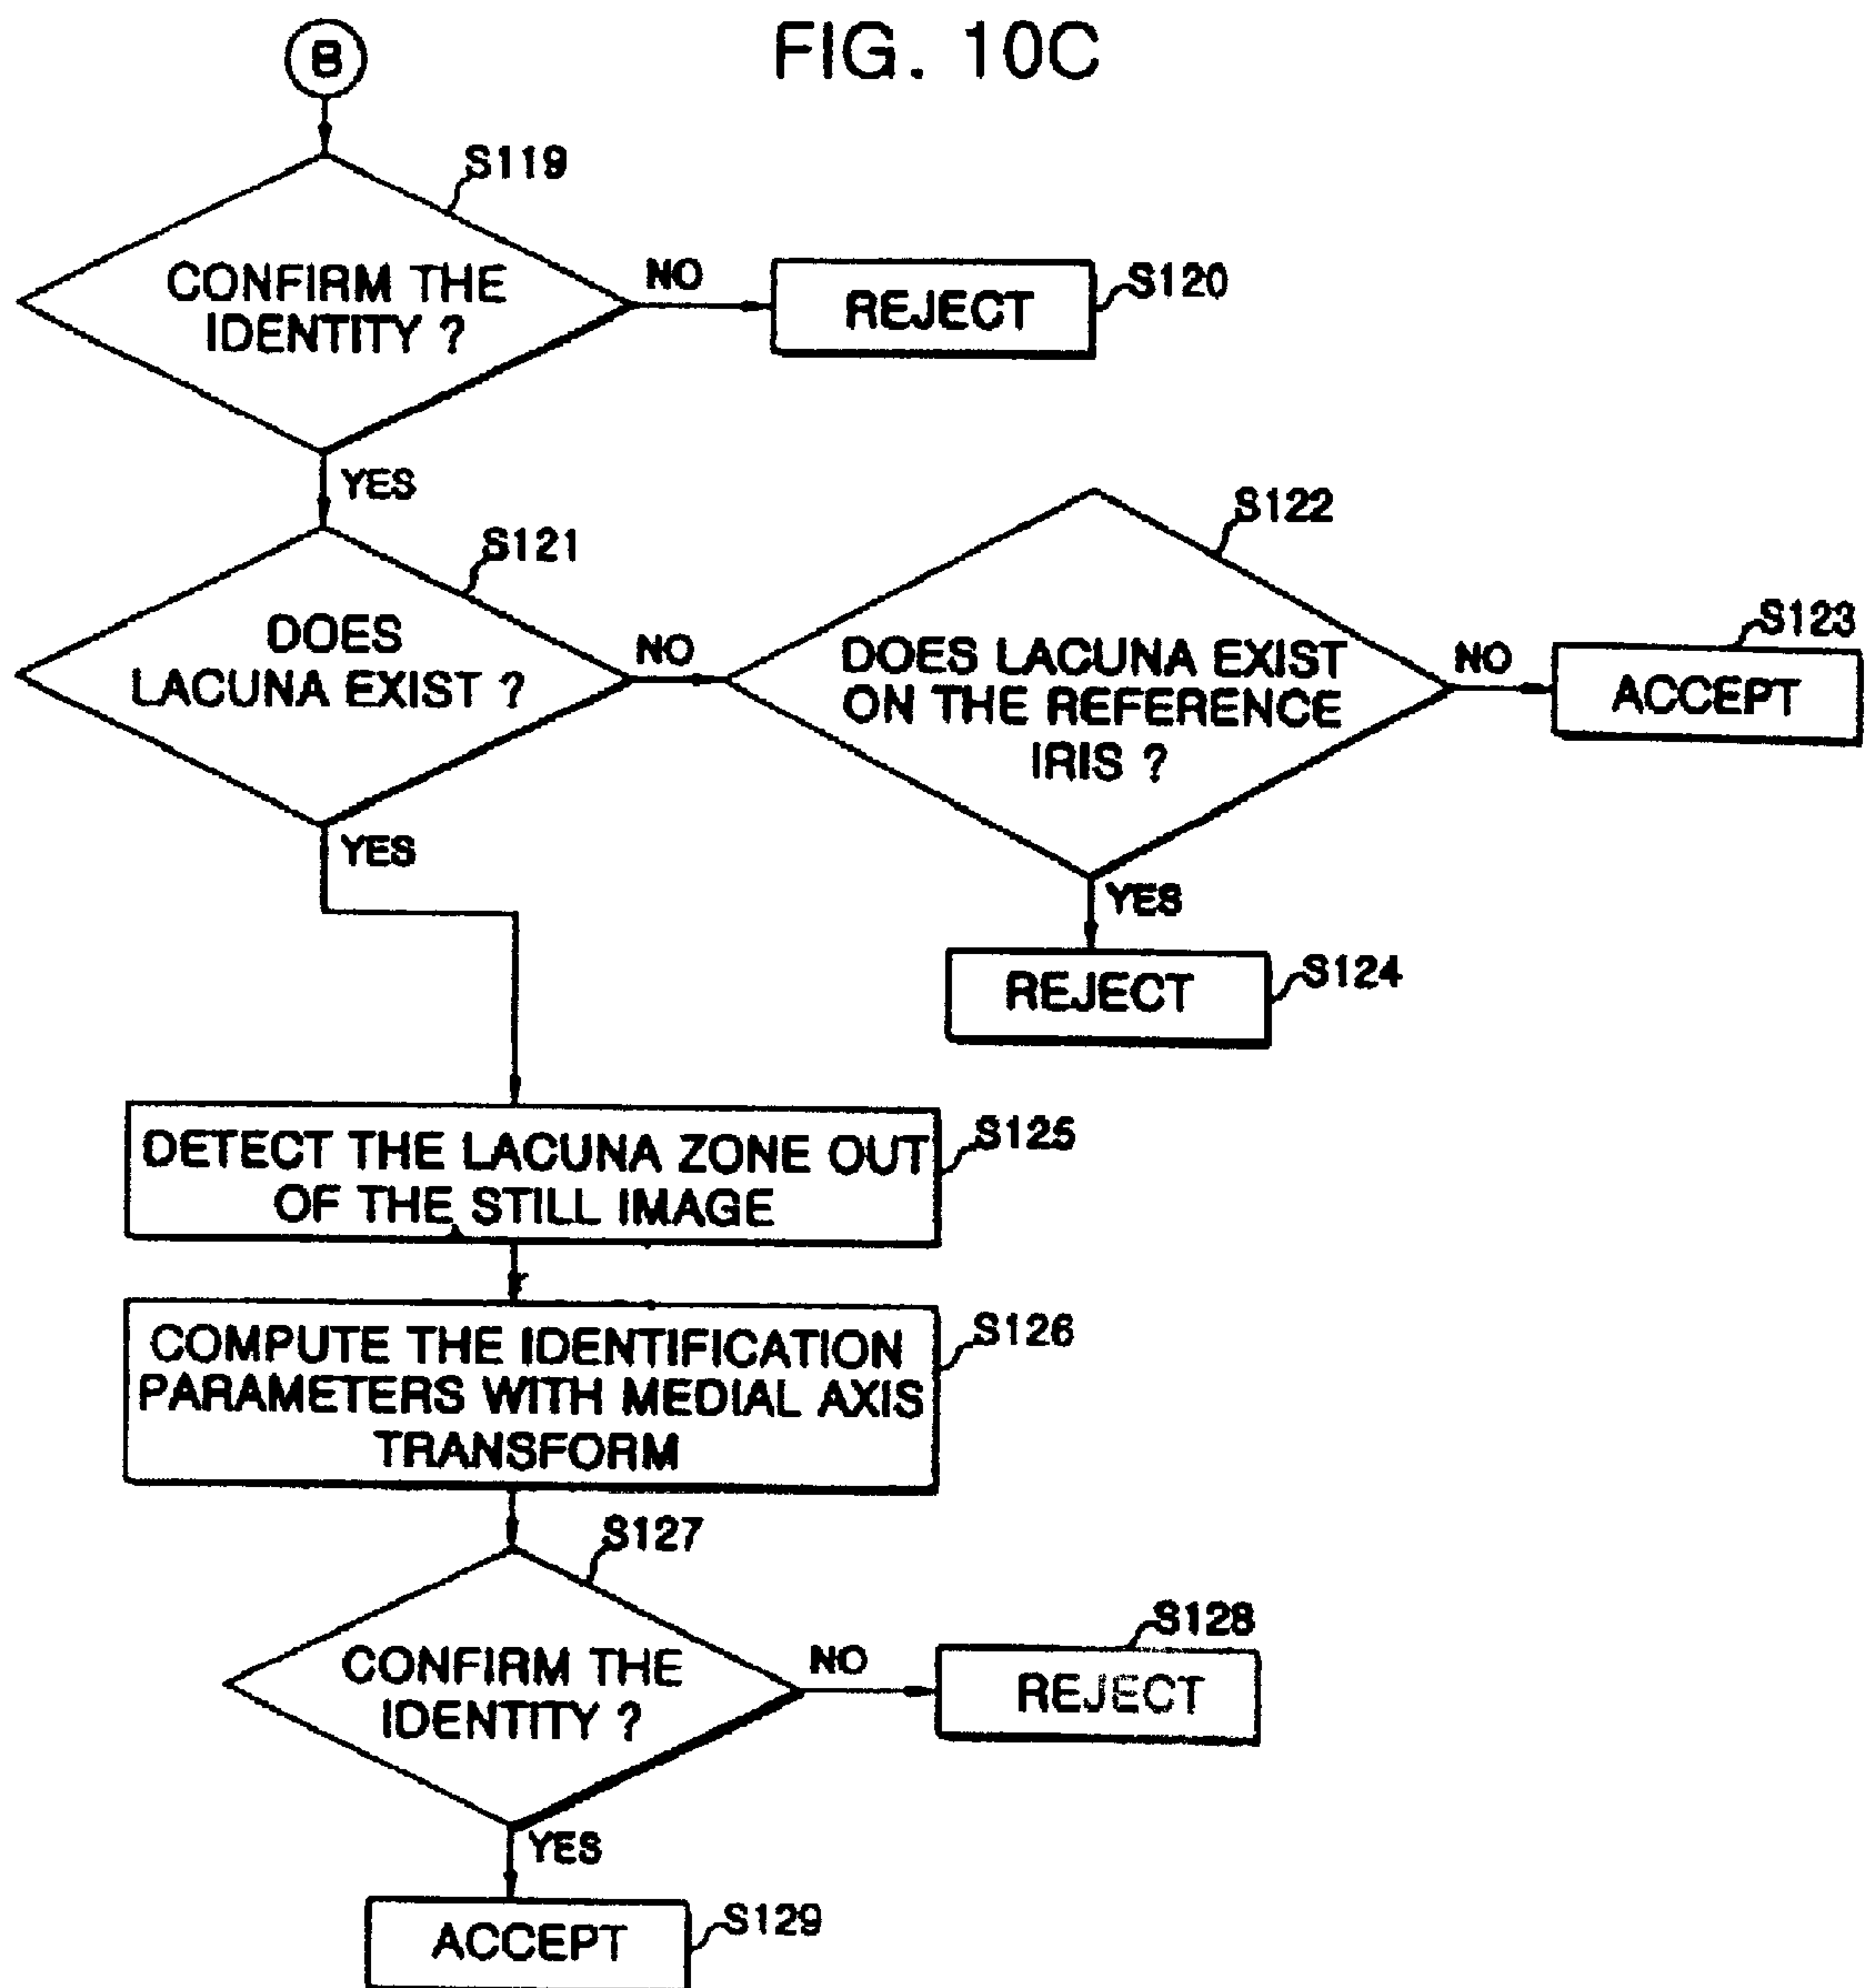 FIG. 10C
B
S119
CONFIRM THE
IDENTITY ?
NO
REJECT
S120
YES
S121
DOES
LACUNA EXIST ?
NO
S122
DOES LACUNA EXIST
ON THE REFERENCE
IRIS ?
NO
S123
ACCEPT
YES
REJECT
S124
YES
DETECT THE LACUNA ZONE OUT
OF THE STILL IMAGE
S125
COMPUTE THE IDENTIFICATION
PARAMETERS WITH MEDIAL AXIS
TRANSFORM
S126
S127
CONFIRM THE
IDENTITY ?
NO
S128
REJECT
YES
ACCEPT
S129